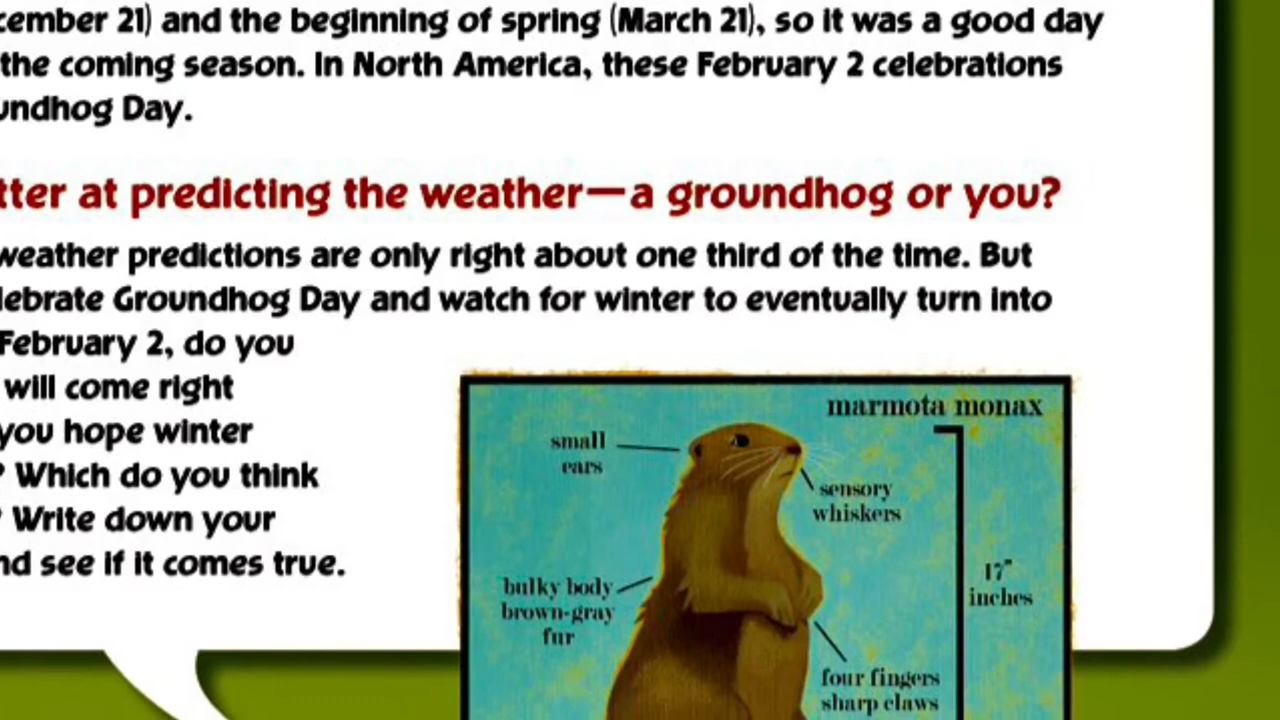 cember 21) and the beginning of spring (March 21), so it was a good day
the coming season. In North America, these February 2 celebrations
undhog Day.
tter at predicting the weather—a groundhog or you?
weather predictions are only right about one third of the time. But
lebrate Groundhog Day and watch for winter to eventually turn into
February 2, do you
will come right
you hope winter
? Which do you think
? Write down your
nd see if it comes true.
marmota monax
small
ears
sensory
whiskers
17"
inches
bulky body
brown-gray
fur
four fingers
sharp claws